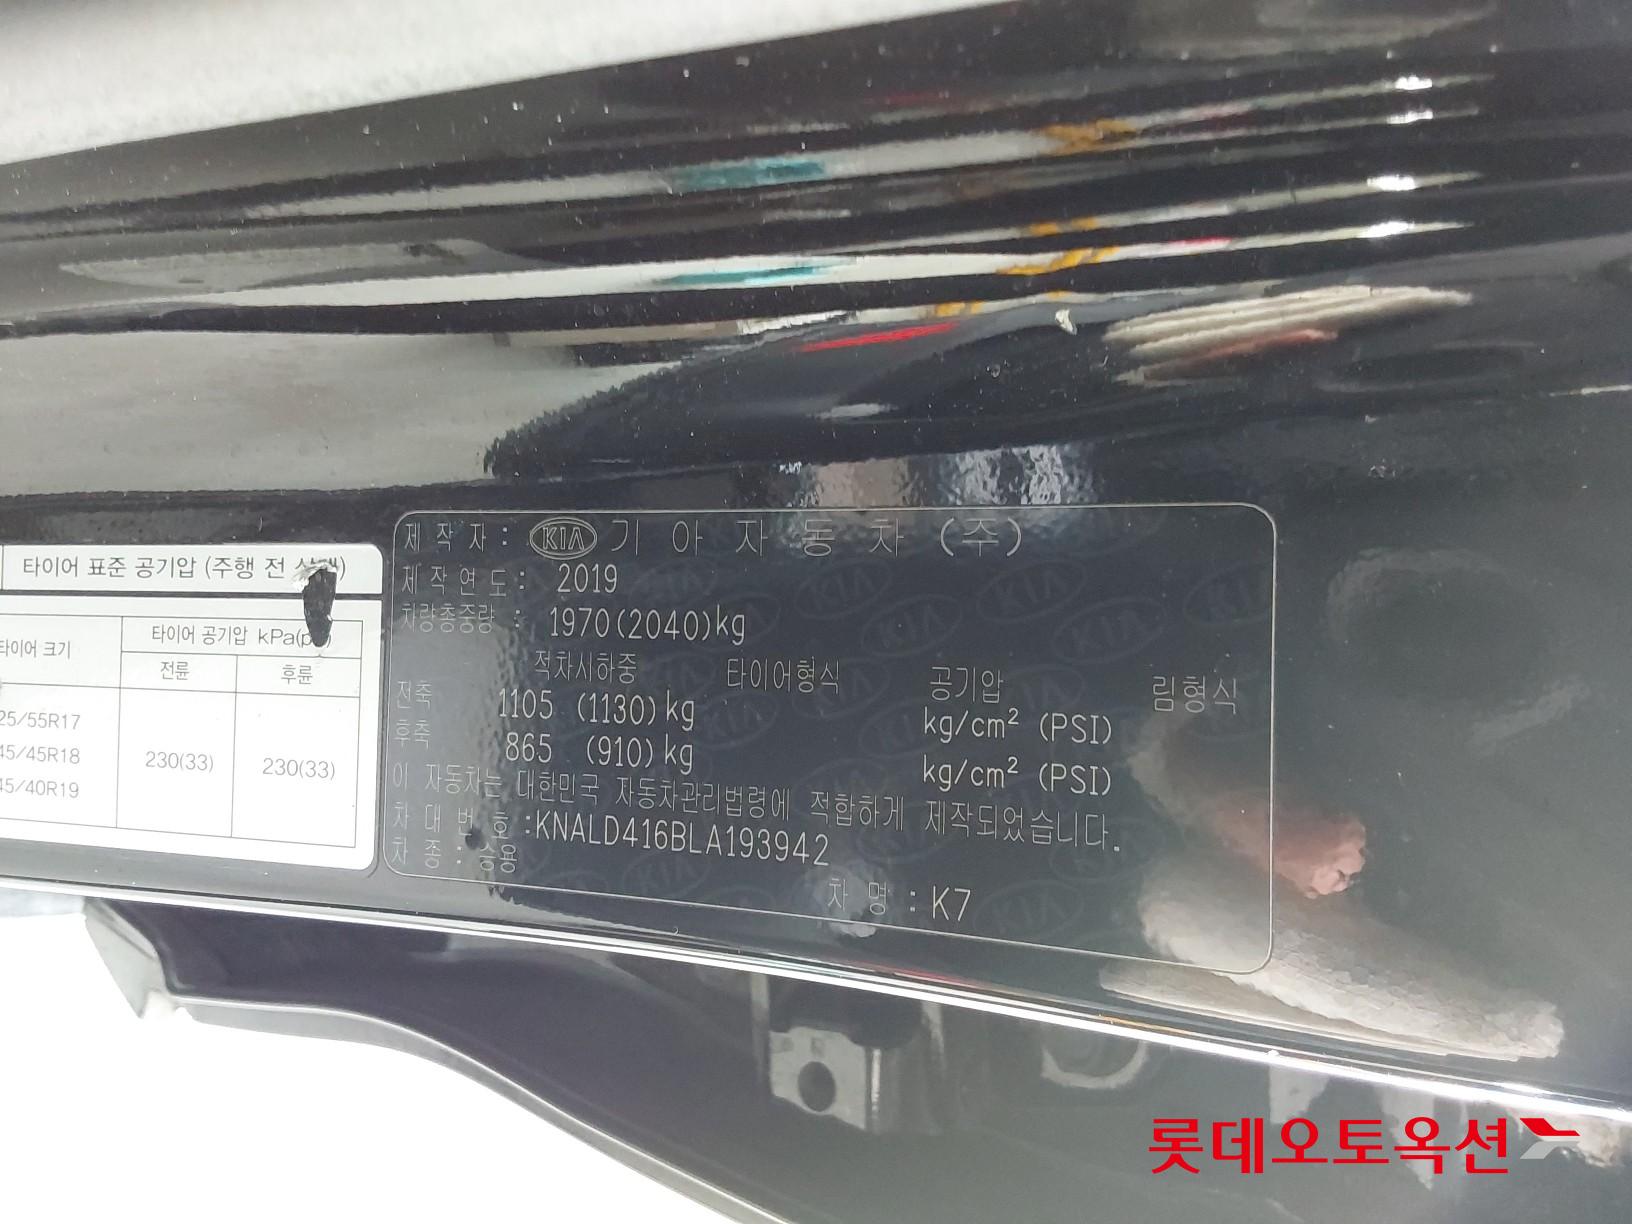 타이어 표준 공기압 (주행 전 상태)
타이어 크기
타이어 공기압 kPa(psi)
전륜 후륜
25/55R17
45/45R18
45/40R19
230(33) 230(33)
제 작 자 : KIA 기 아 자 동 차 (주)
제 작 연 도 : 2019
차량총중량 : 1970(2040)kg
적차시하중 타이어형식 공기압 림형식
전축 1105 (1130)kg kg/cm² (PSI)
후축 865 (910)kg kg/cm² (PSI)
이 자동차는 대한민국 자동차관리법령에 적합하게 제작되었습니다.
차 대 번 호 :KNALD416BLA193942
차 종 : 승용 차 명 : K7
롯데오토옥션